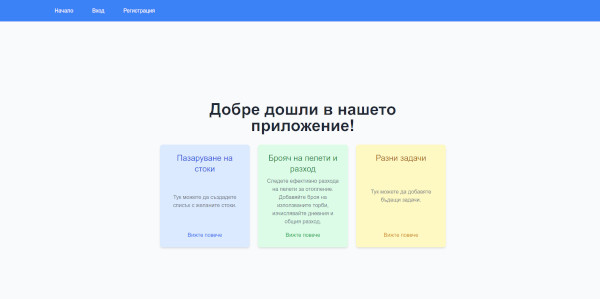 Начало Вход Регистрация
Добре дошли в нашето
приложение!
Пазаруване на
стоки
Тук можете да създадете
списък с желаните стоки.
Вижте повече
Брояч на пелети и
разход
Следете ефективно разхода
на пелети за отопление.
Добавяйте броя на
използваните торби,
изчислявайте дневния и
общия разход.
Вижте повече
Разни задачи
Тук можете да добавяте
бъдещи задачи.
Вижте повече